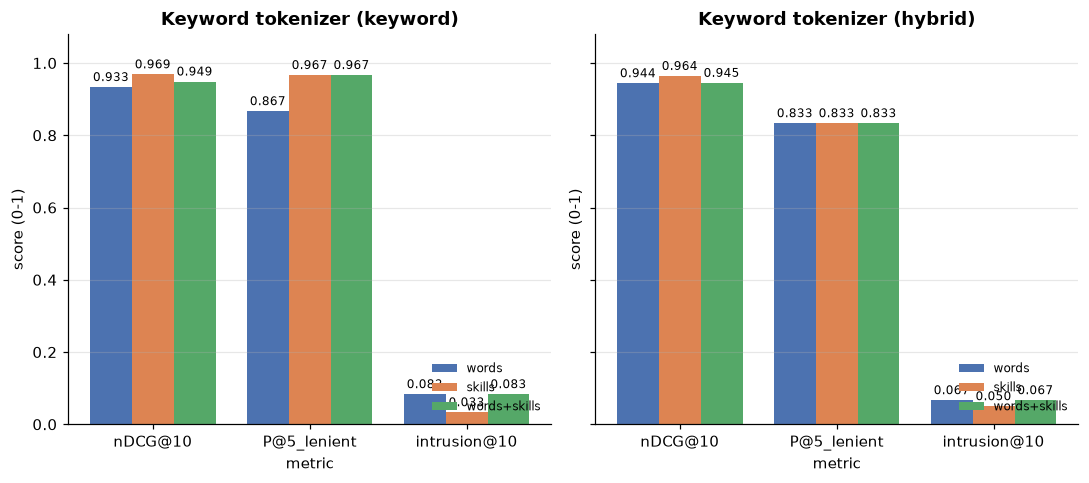 Keyword tokenizer (keyword)
score (0-1)
1.0
0.8
0.6
0.4
0.2
0.0
0.933
0.969
0.949
0.867
0.967
0.967
0.083
0.033
0.083
words
skills
words+skills
nDCG@10
P@5_lenient
intrusion@10
metric
Keyword tokenizer (hybrid)
score (0-1)
0.944
0.964
0.945
0.833
0.833
0.833
0.067
0.050
0.067
words
skills
words+skills
nDCG@10
P@5_lenient
intrusion@10
metric